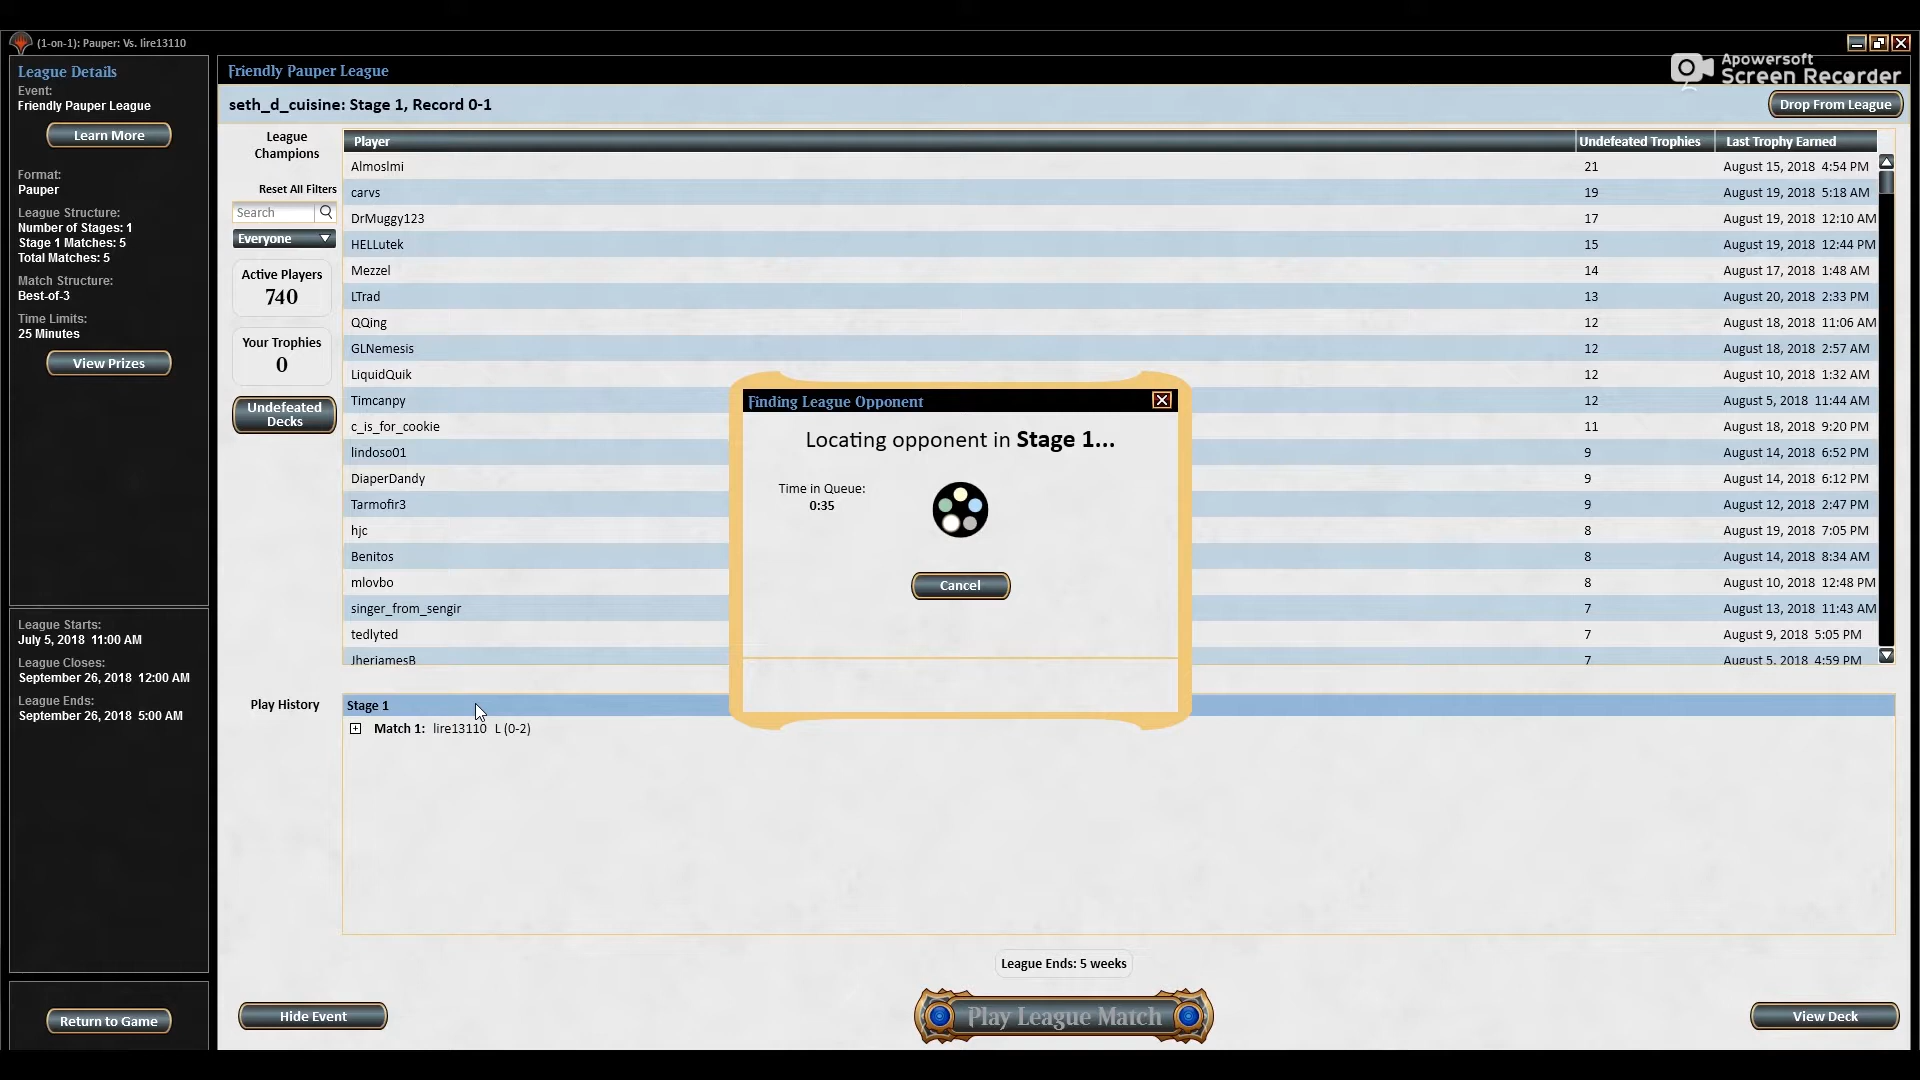 (1-on-1): Pauper: Vs. lire13110
Apowersoft
Screen Recorder
League Details
Event:
Friendly Pauper League
Learn More
Format:
Pauper
League Structure:
Number of Stages: 1
Stage 1 Matches: 5
Total Matches: 5
Match Structure:
Best-of-3
Time Limits:
25 Minutes
View Prizes
League Starts:
July 5, 2018 11:00 AM
League Closes:
September 26, 2018 12:00 AM
League Ends:
September 26, 2018 5:00 AM
Return to Game
Friendly Pauper League
seth_d_cuisine: Stage 1, Record 0-1
Drop From League
League
Champions
Reset All Filters
Search
Everyone
Active Players
740
Your Trophies
0
Undefeated
Decks
Player Undefeated Trophies Last Trophy Earned
Almoslmi 21 August 15, 2018 4:54 PM
carvs 19 August 19, 2018 5:18 AM
DrMuggy123 17 August 19, 2018 12:10 AM
HELLutek 15 August 19, 2018 12:44 PM
Mezzel 14 August 17, 2018 1:48 AM
LTrad 13 August 20, 2018 2:33 PM
QQing 12 August 18, 2018 11:06 AM
GLNemesis 12 August 18, 2018 2:57 AM
LiquidQuik 12 August 10, 2018 1:32 AM
Timcanpy 12 August 5, 2018 11:44 AM
c_is_for_cookie 11 August 18, 2018 9:20 PM
lindoso01 9 August 14, 2018 6:52 PM
DiaperDandy 9 August 14, 2018 6:12 PM
Tarmofir3 9 August 12, 2018 2:47 PM
hjc 8 August 19, 2018 7:05 PM
Benitos 8 August 14, 2018 8:34 AM
mlovbo 8 August 10, 2018 12:48 PM
singer_from_sengir 7 August 13, 2018 11:43 AM
tedlyted 7 August 9, 2018 5:05 PM
JherjamesB 7 August 5, 2018 4:59 PM
Finding League Opponent
Locating opponent in Stage 1...
Time in Queue:
0:35
Cancel
Play History
Stage 1
Match 1: lire13110 L (0-2)
League Ends: 5 weeks
Hide Event
Play League Match
View Deck